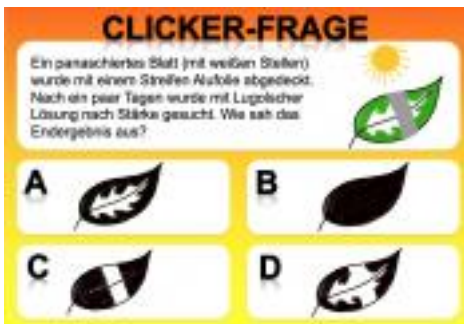 CLICKER-FRAGE
Ein panaschiertes Blatt (mit weißen Stellen)
wurde mit einem Streifen Alufolie abgedeckt.
Nach ein paar Tagen wurde mit Lugolscher
Lösung nach Stärke gesucht. Wie sah das
Endergebnis aus?
A
B
C
D